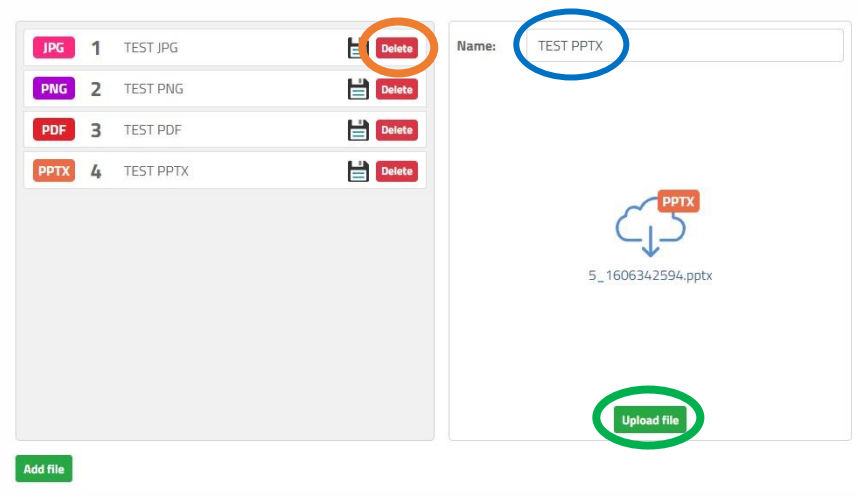 JPG 1 TEST JPG Delete
PNG 2 TEST PNG Delete
PDF 3 TEST PDF Delete
PPTX 4 TEST PPTX Delete
Add file
Name: TEST PPTX
PPTX
5_1606342594.pptx
Upload file